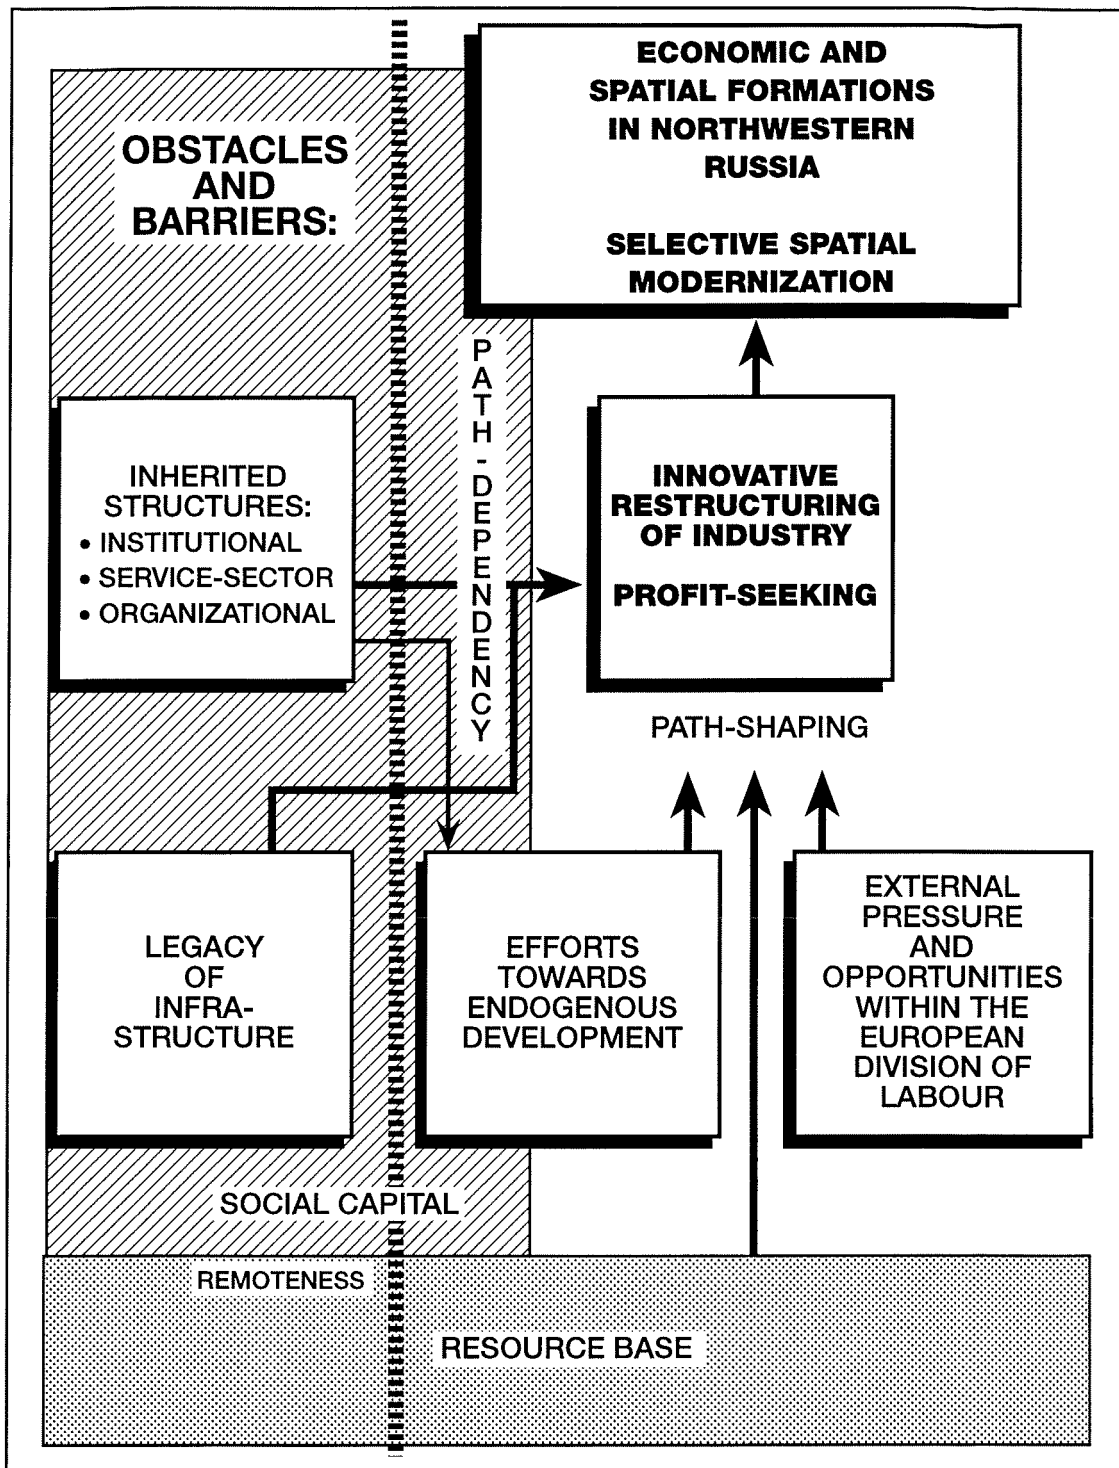 ECONOMIC AND
SPATIAL FORMATIONS
IN NORTHWESTERN
RUSSIA
SELECTIVE SPATIAL
MODERNIZATION
OBSTACLES
AND
BARRIERS:
PATH-DEPENDENCY
INHERITED
STRUCTURES:
• INSTITUTIONAL
• SERVICE-SECTOR
• ORGANIZATIONAL
INNOVATIVE
RESTRUCTURING
OF INDUSTRY
PROFIT-SEEKING
PATH-SHAPING
LEGACY
OF
INFRA-
STRUCTURE
EFFORTS
TOWARDS
ENDOGENOUS
DEVELOPMENT
EXTERNAL
PRESSURE
AND
OPPORTUNITIES
WITHIN THE
EUROPEAN
DIVISION OF
LABOUR
SOCIAL CAPITAL
REMOTENESS
RESOURCE BASE